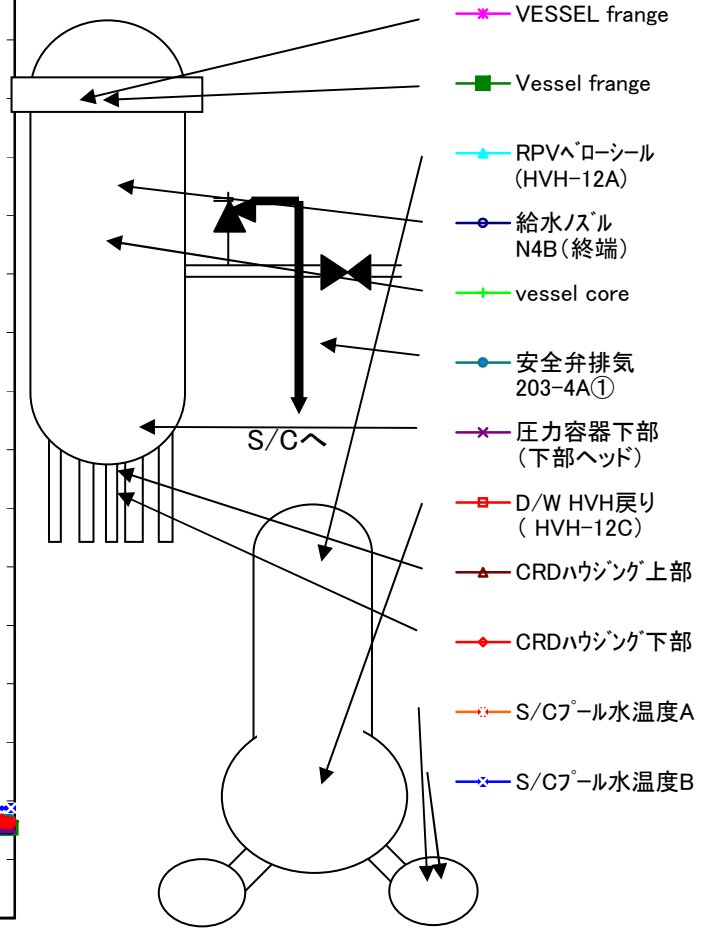 VESSEL frange
Vessel frange
RPVベローシール
(HVH-12A)
給水ノズル
N4B(終端)
vessel core
安全弁排気
203-4A①
圧力容器下部
(下部ヘッド)
D/W HVH戻り
( HVH-12C)
CRDハウジング上部
CRDハウジング下部
S/Cプール水温度A
S/Cプール水温度B
S/Cへ